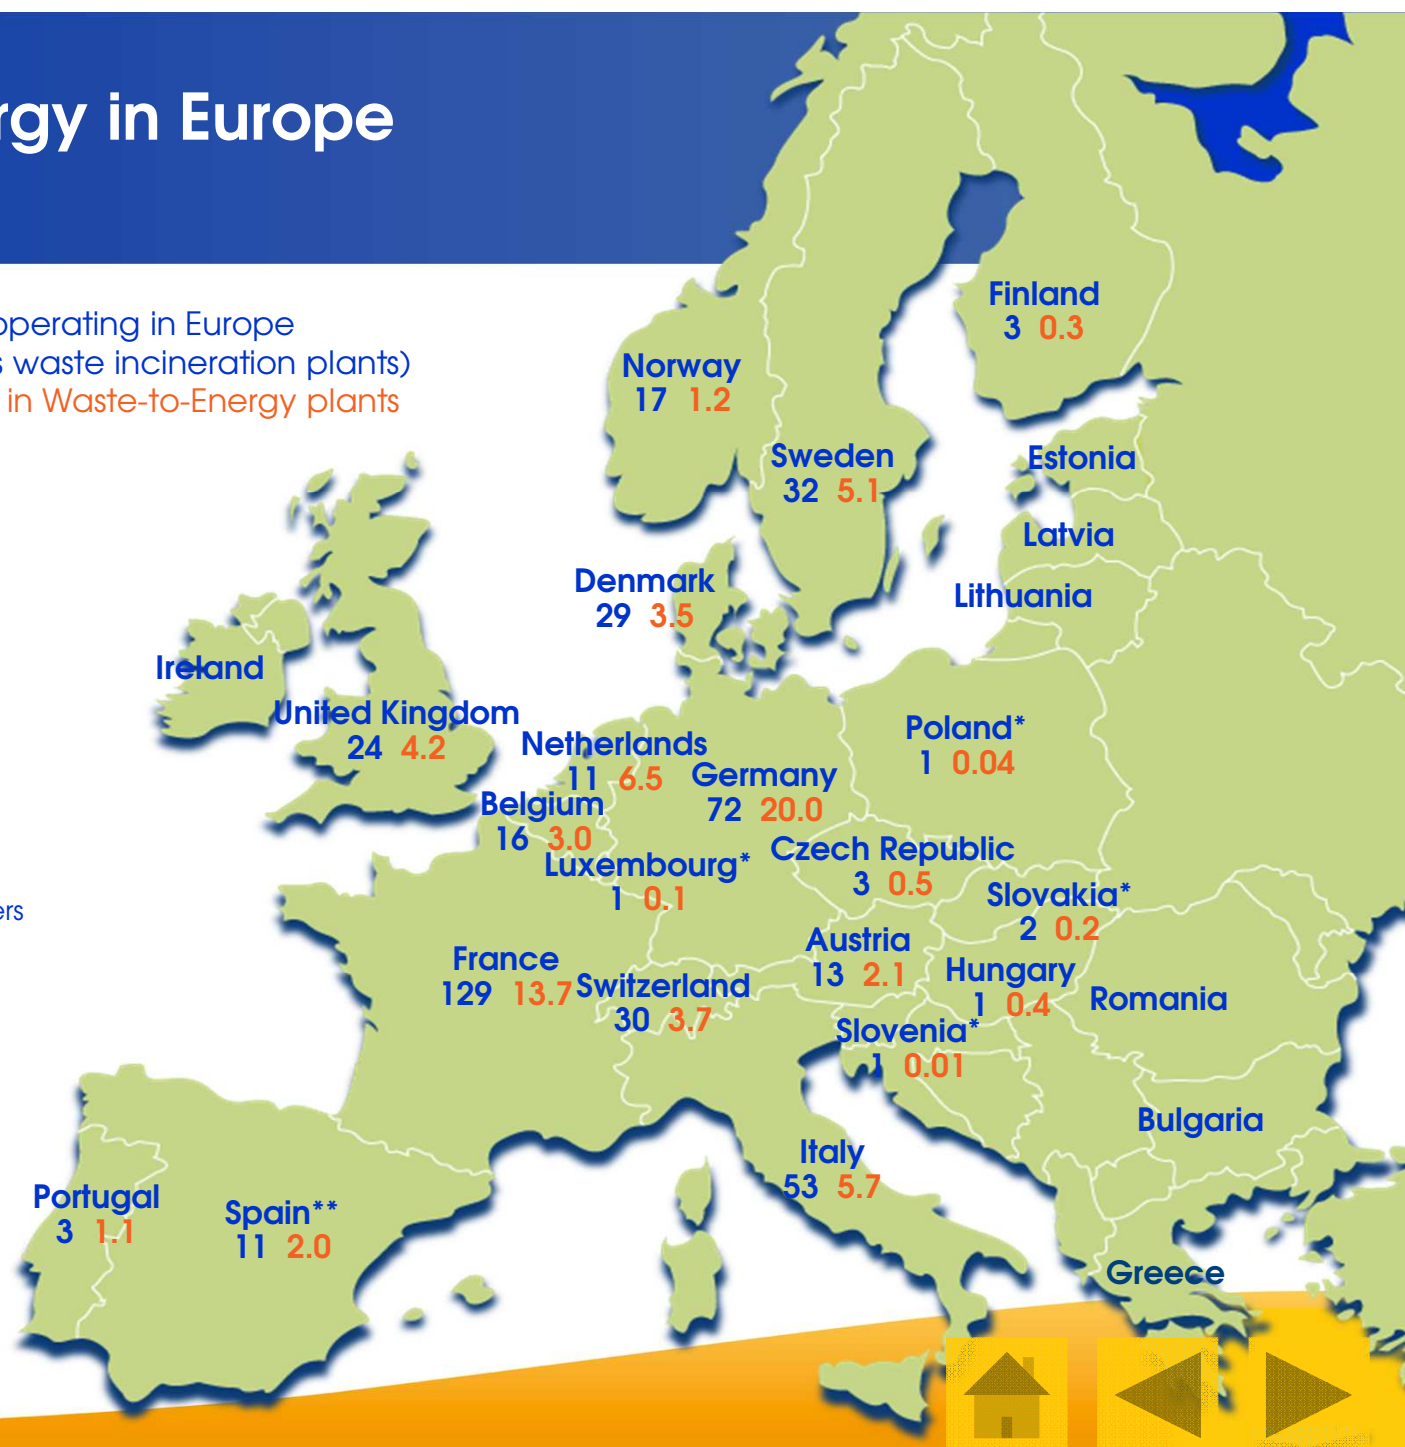 rgy in Europe
operating in Europe
s waste incineration plants)
in Waste-to-Energy plants
Finland
3 0.3
Norway
17 1.2
Sweden
32 5.1
Estonia
Latvia
Denmark
29 3.5
Lithuania
Ireland
United Kingdom
24 4.2
Netherlands
11 6.5
Poland*
1 0.04
Germany
72 20.0
Belgium
16 3.0
Czech Republic
3 0.5
Luxembourg*
1 0.1
Slovakia*
2 0.2
ers
Austria
13 2.1
France
129 13.7
Hungary
1 0.4
Switzerland
30 3.7
Romania
Slovenia*
1 0.01
Bulgaria
Italy
53 5.7
Portugal
3 1.1
Spain**
11 2.0
Greece